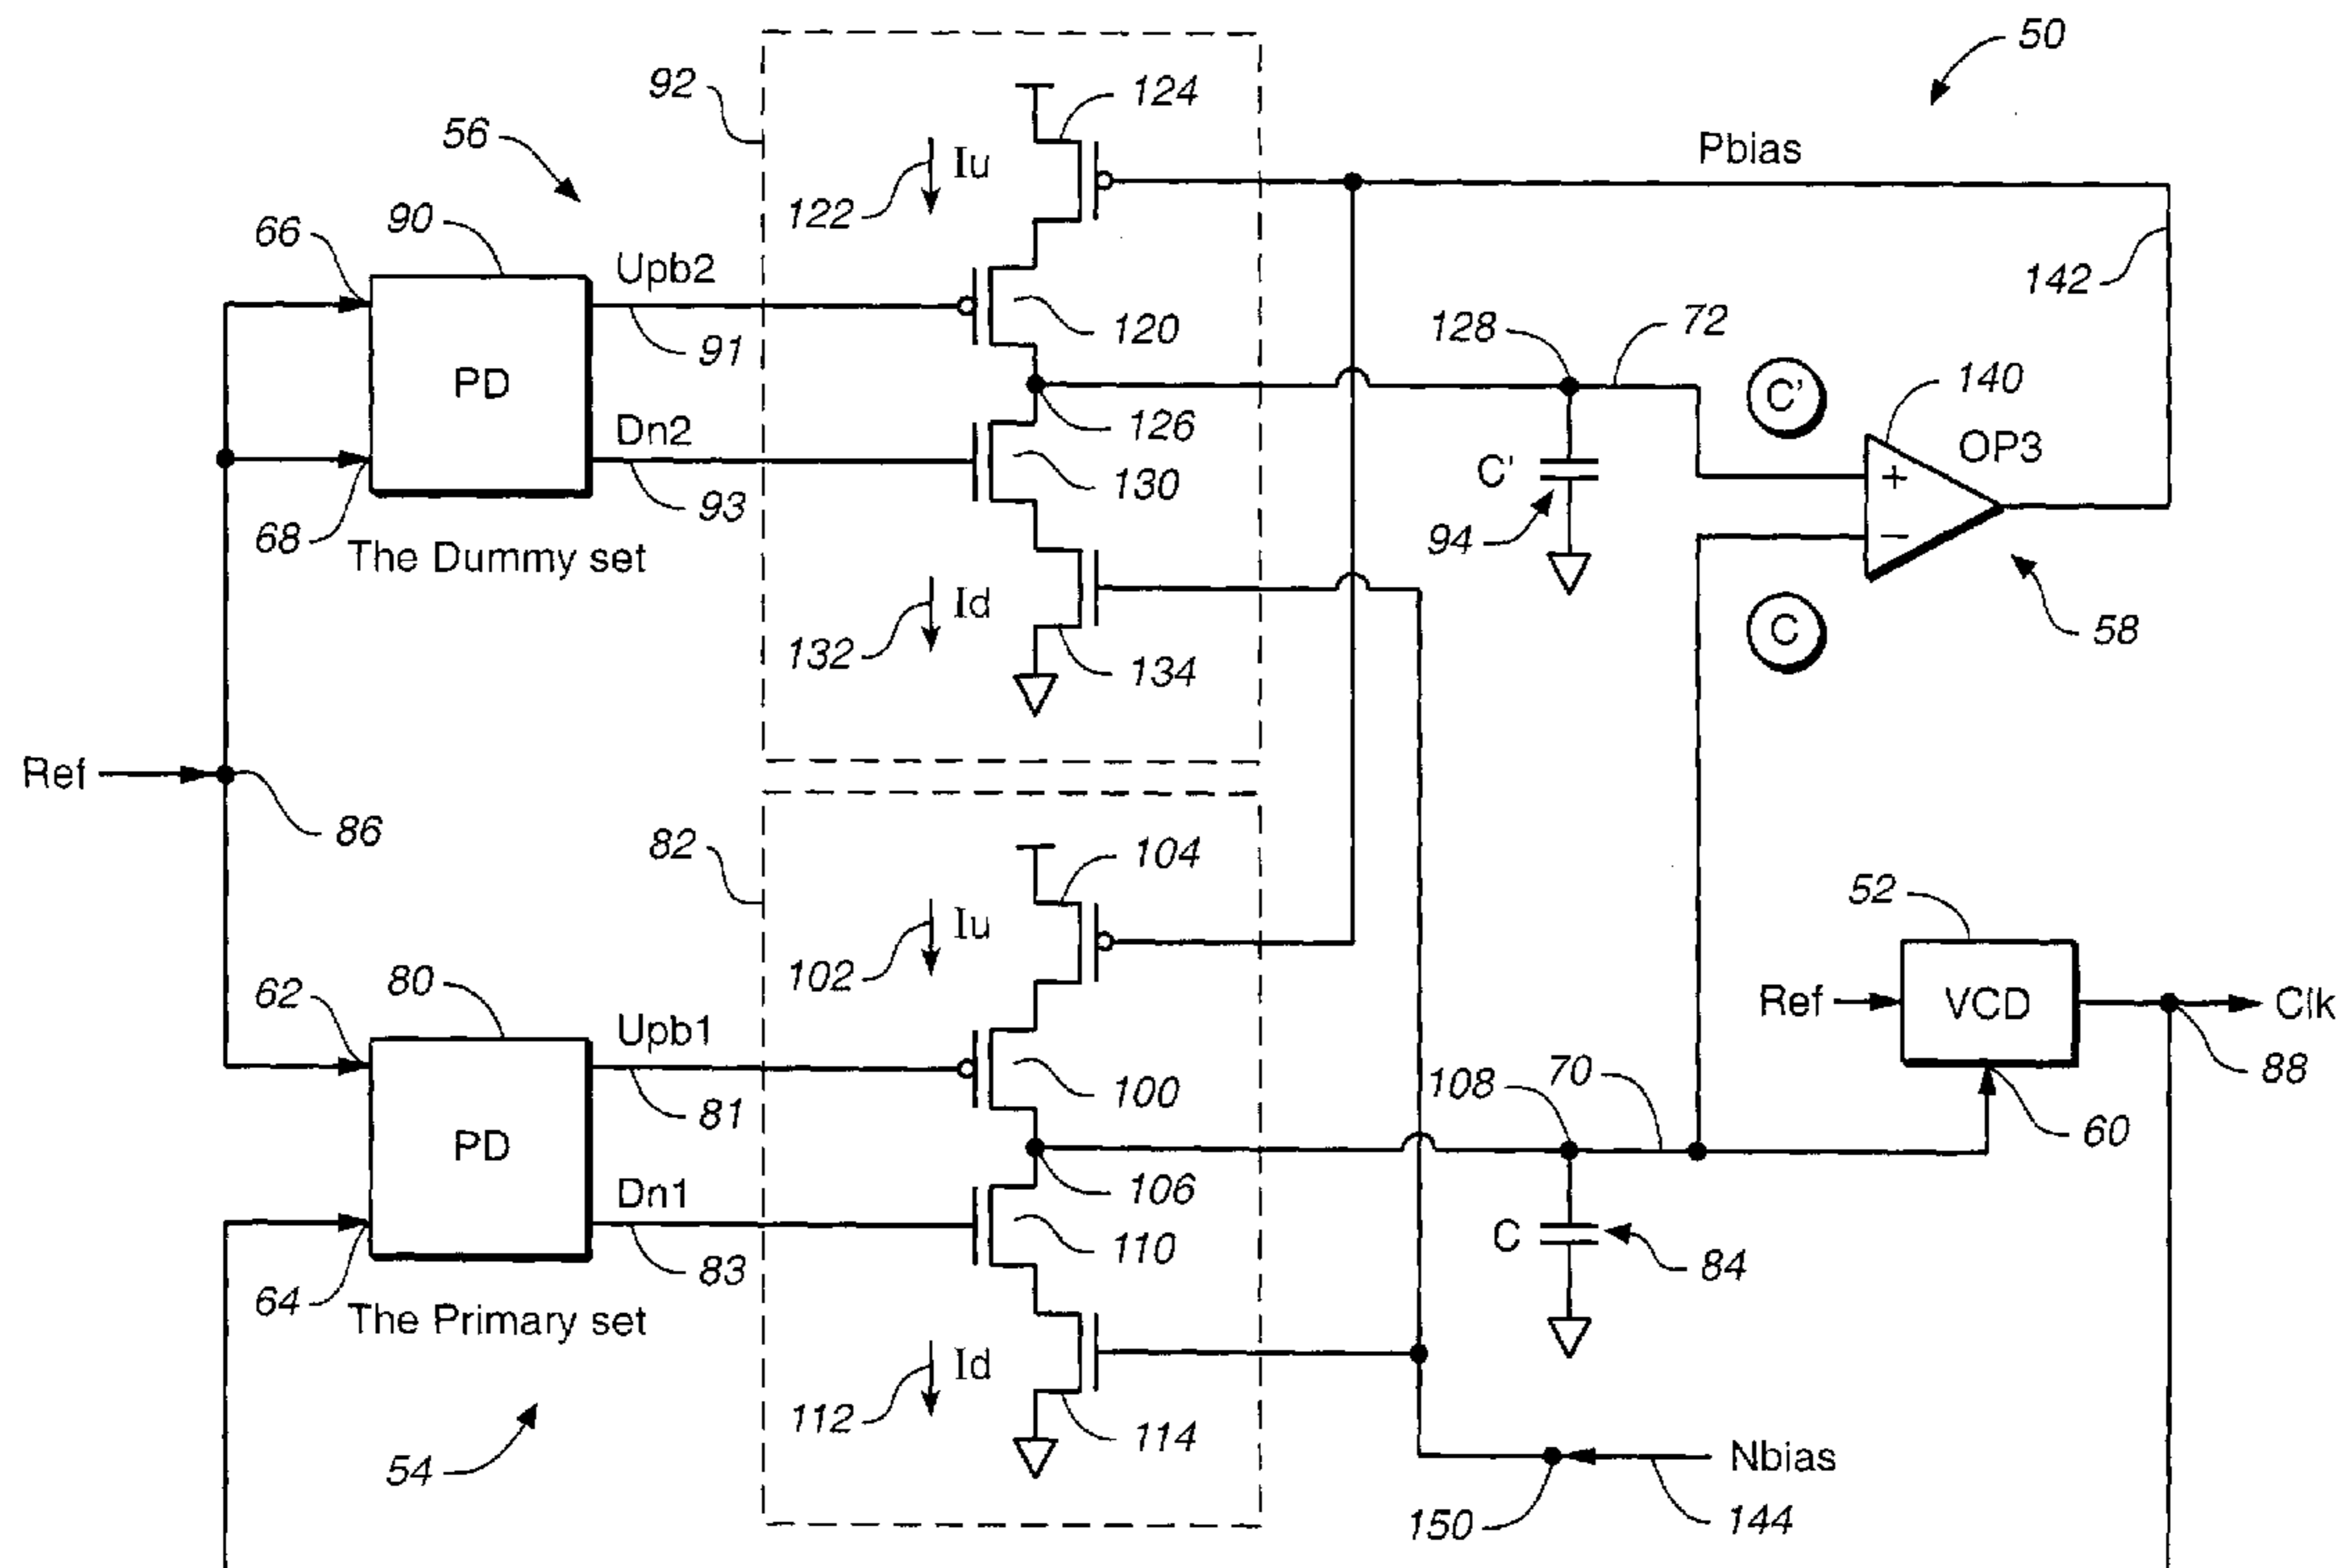 50
92
124
56
Iu
Pbias
122
66
90
Upb2
142
120
128
72
91
PD
C'
140
Dn2
126
OP3
130
C'
+
93
68
94
The Dummy set
−
Id
C
58
132
134
Ref
86
82
104
52
Iu
102
62
80
Ref
VCD
Clk
Upb1
70
108
88
100
81
60
PD
106
Dn1
110
C
84
83
64
The Primary set
Id
112
114
54
Nbias
150
144